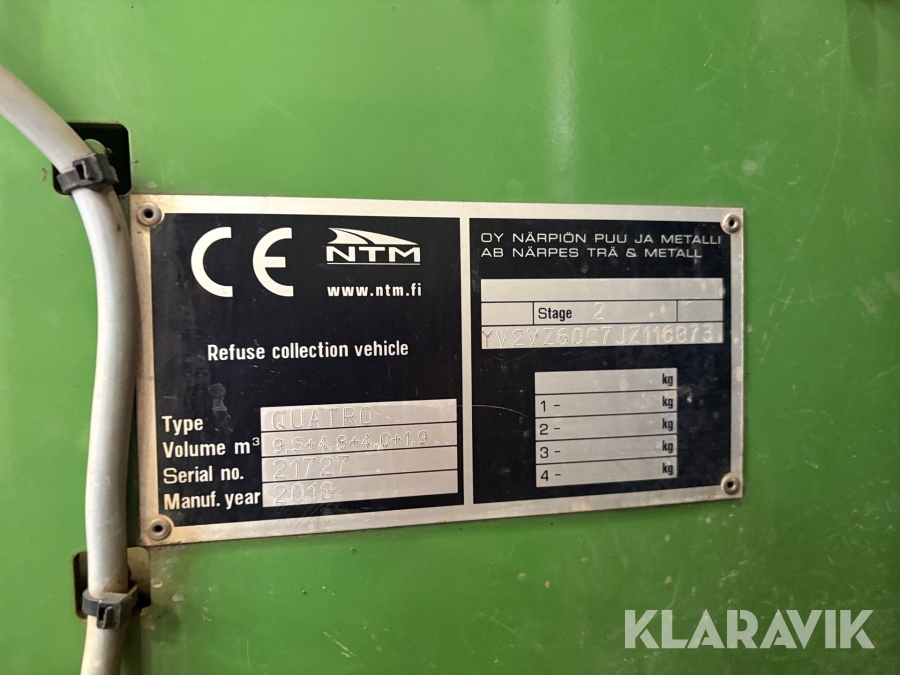 CE
NTM
www.ntm.fi
Refuse collection vehicle
Type QUATRO
Volume m³ 9.5+4.8+4.0+1.9
Serial no. 21727
Manuf. year 2018
OY NÄRPIÖN PUU JA METALLI
AB NÄRPES TRÄ & METALL
Stage 2
YV2VZ60C7JZ116873
kg
1 - kg
2 - kg
3 - kg
4 - kg
KLARAVIK